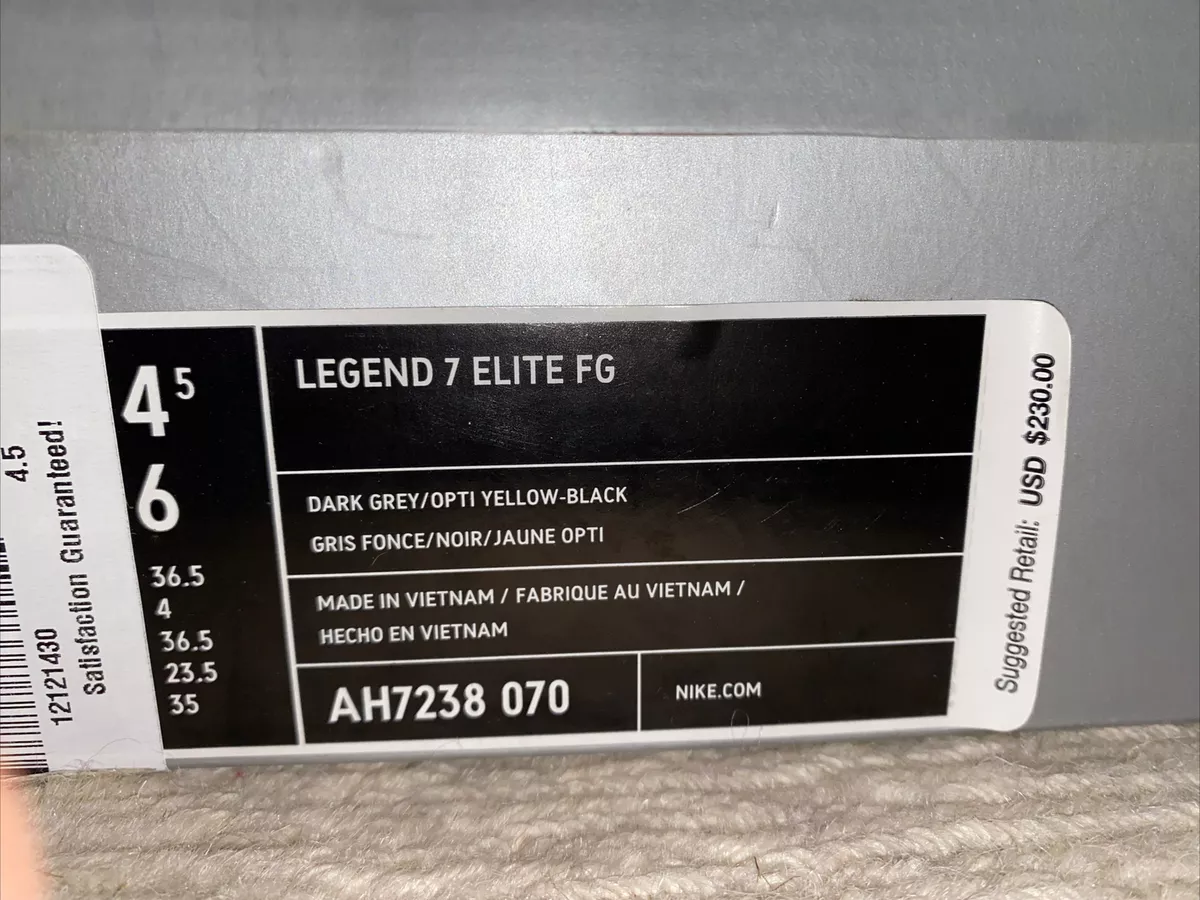 4.5
12121430
Satisfaction Guaranteed!
4 5
6
36.5
4
36.5
23.5
35
LEGEND 7 ELITE FG
DARK GREY/OPTI YELLOW-BLACK
GRIS FONCE/NOIR/JAUNE OPTI
MADE IN VIETNAM / FABRIQUE AU VIETNAM /
HECHO EN VIETNAM
AH7238 070
NIKE.COM
Suggested Retail: USD $230.00